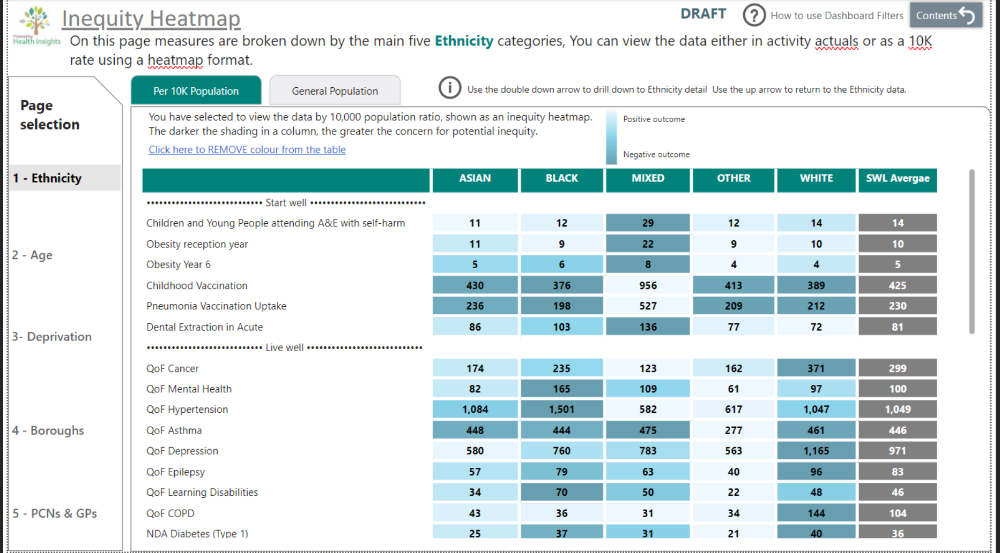 Inequity Heatmap
DRAFT
?
How to use Dashboard Filters
Contents
Powered by:
Health Insights
On this page measures are broken down by the main five Ethnicity categories, You can view the data either in activity actuals or as a 10K
rate using a heatmap format.
Page
selection
1 - Ethnicity
2 - Age
3- Deprivation
4 - Boroughs
5 - PCNs & GPs
Per 10K Population
General Population
i
Use the double down arrow to drill down to Ethnicity detail Use the up arrow to return to the Ethnicity data.
You have selected to view the data by 10,000 population ratio, shown as an inequity heatmap.
The darker the shading in a column, the greater the concern for potential inequity.
Click here to REMOVE colour from the table
Positive outcome
Negative outcome
ASIAN BLACK MIXED OTHER WHITE SWL Avergae
Start well
Children and Young People attending A&E with self-harm 11 12 29 12 14 14
Obesity reception year 11 9 22 9 10 10
Obesity Year 6 5 6 8 4 4 5
Childhood Vaccination 430 376 956 413 389 425
Pneumonia Vaccination Uptake 236 198 527 209 212 230
Dental Extraction in Acute 86 103 136 77 72 81
Live well
QoF Cancer 174 235 123 162 371 299
QoF Mental Health 82 165 109 61 97 100
QoF Hypertension 1,084 1,501 582 617 1,047 1,049
QoF Asthma 448 444 475 277 461 446
QoF Depression 580 760 783 563 1,165 971
QoF Epilepsy 57 79 63 40 96 83
QoF Learning Disabilities 34 70 50 22 48 46
QoF COPD 43 36 31 34 144 104
NDA Diabetes (Type 1) 25 37 31 21 40 36